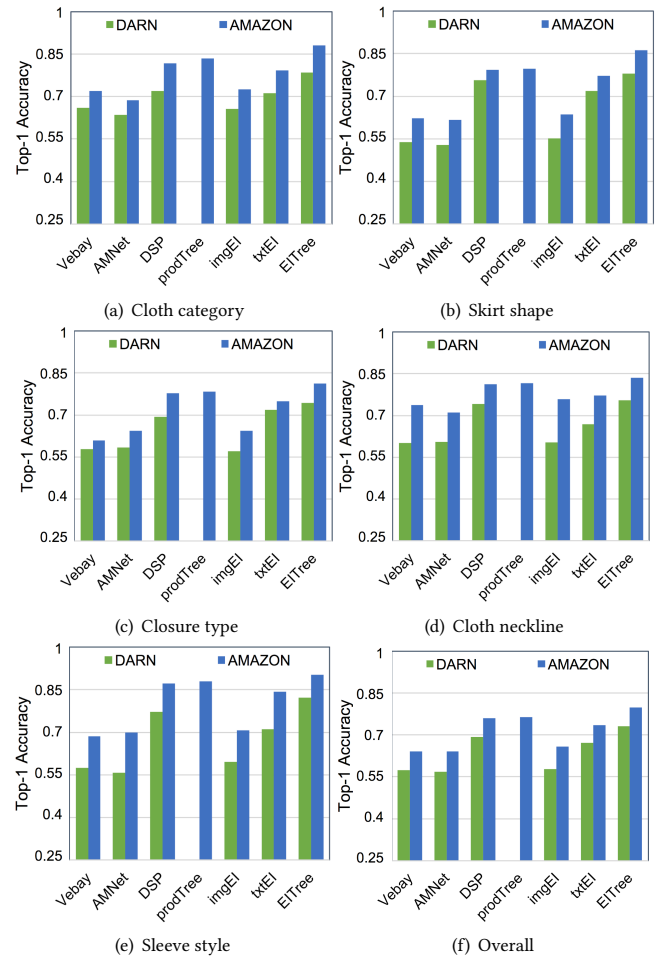 1
DARN
AMAZON
0.85
0.7
0.55
0.4
0.25
Top-1 Accuracy
Vebay
AMNet
DSP
prodTree
imgEI
txtEI
EITree
(a) Cloth category
1
DARN
AMAZON
0.85
0.7
0.55
0.4
0.25
Top-1 Accuracy
Vebay
AMNet
DSP
prodTree
imgEI
txtEI
EITree
(b) Skirt shape
1
DARN
AMAZON
0.85
0.7
0.55
0.4
0.25
Top-1 Accuracy
Vebay
AMNet
DSP
prodTree
imgEI
txtEI
EITree
(c) Closure type
1
DARN
AMAZON
0.85
0.7
0.55
0.4
0.25
Top-1 Accuracy
Vebay
AMNet
DSP
prodTree
imgEI
txtEI
EITree
(d) Cloth neckline
1
DARN
AMAZON
0.85
0.7
0.55
0.4
0.25
Top-1 Accuracy
Vebay
AMNet
DSP
prodTree
imgEI
txtEI
EITree
(e) Sleeve style
1
DARN
AMAZON
0.85
0.7
0.55
0.4
0.25
Top-1 Accuracy
Vebay
AMNet
DSP
prodTree
imgEI
txtEI
EITree
(f) Overall